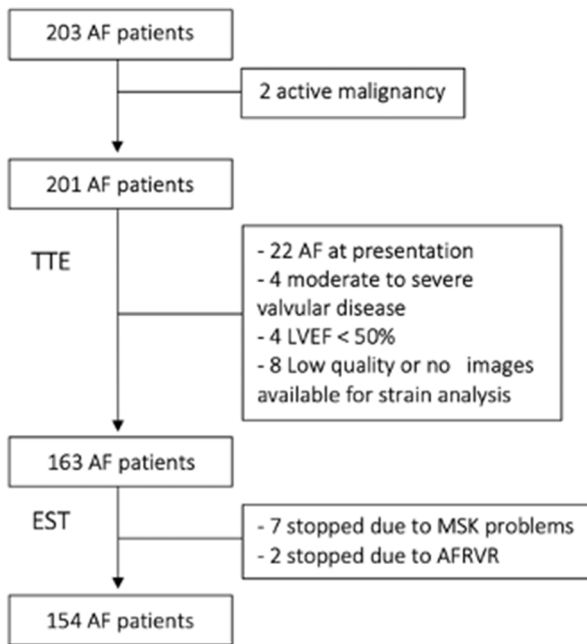 203 AF patients
2 active malignancy
201 AF patients
TTE
- 22 AF at presentation
- 4 moderate to severe
valvular disease
- 4 LVEF < 50%
- 8 Low quality or no images
available for strain analysis
163 AF patients
EST
- 7 stopped due to MSK problems
- 2 stopped due to AFRVR
154 AF patients